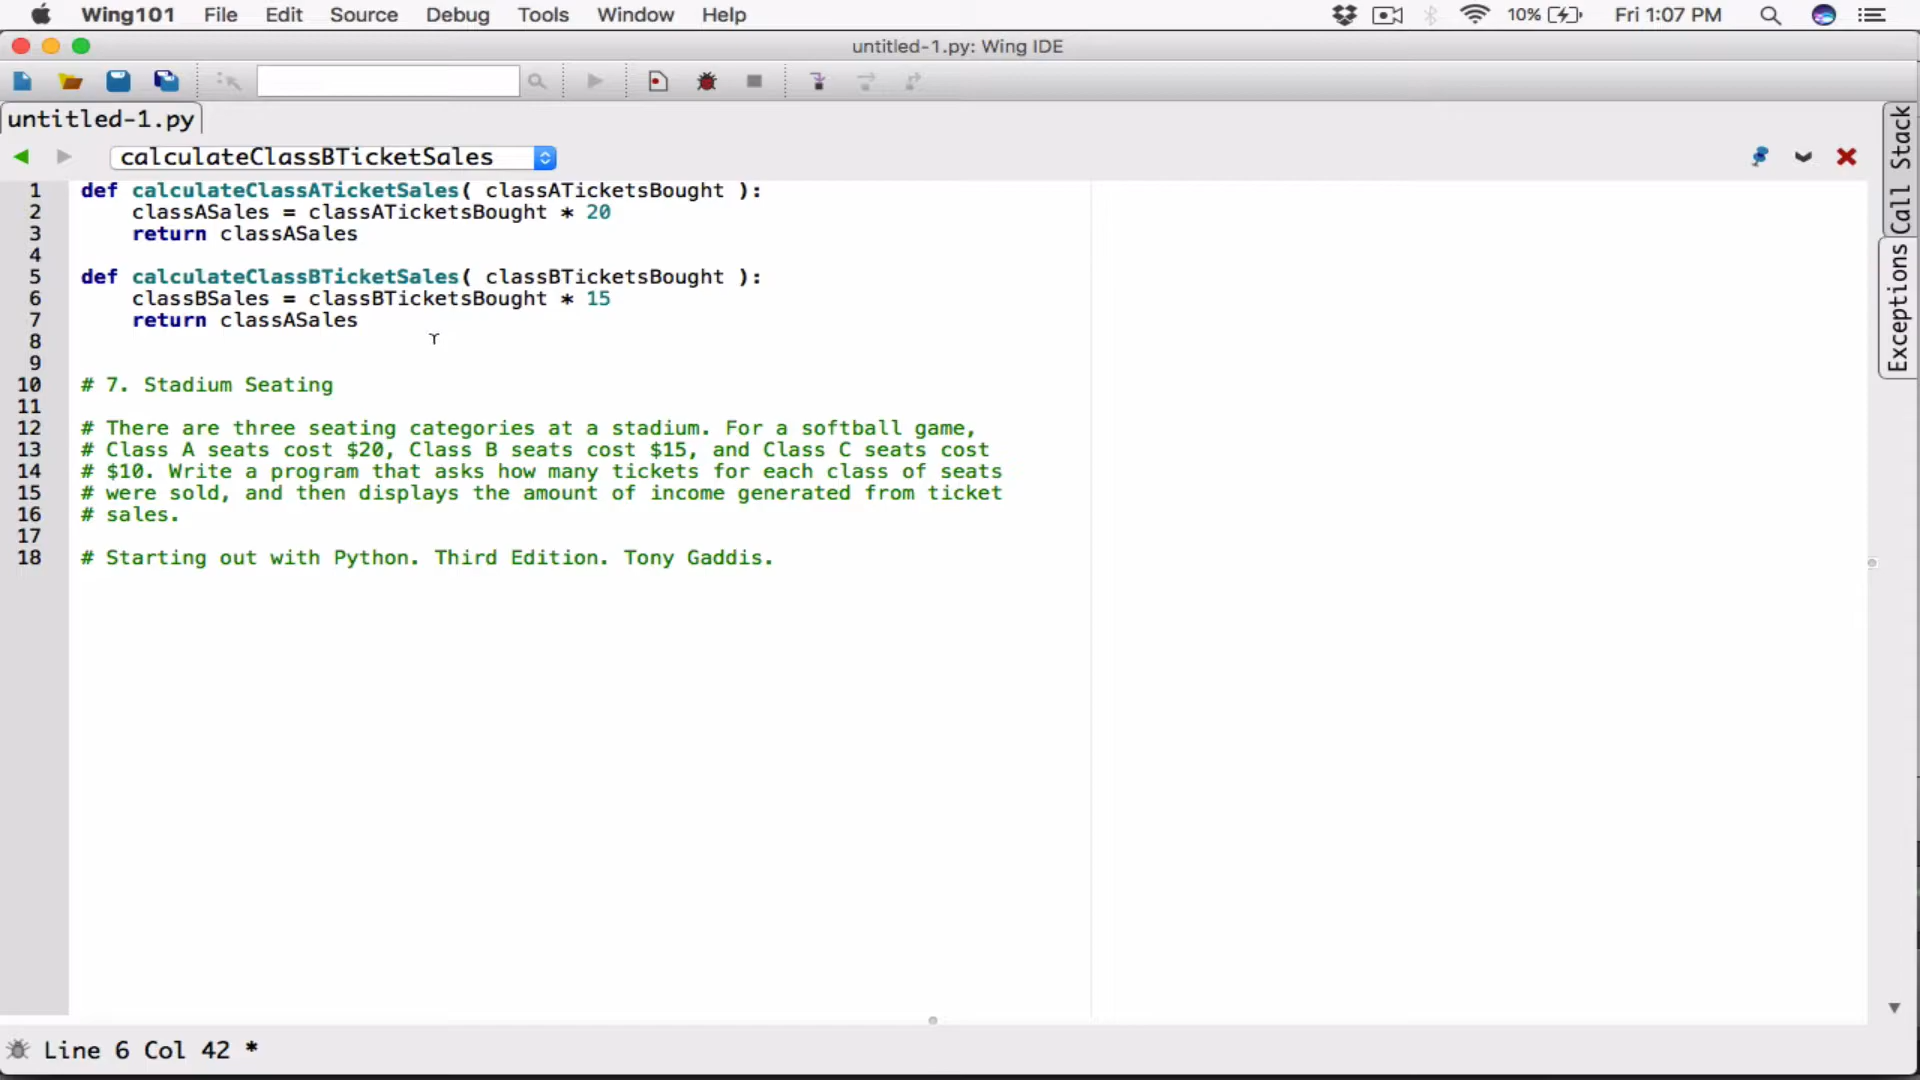 Wing101 File Edit Source Debug Tools Window Help 10% Fri 1:07 PM
untitled-1.py: Wing IDE
untitled-1.py
calculateClassBTicketSales
1 def calculateClassATicketSales( classATicketsBought ):
2 classASales = classATicketsBought * 20
3 return classASales
4
5 def calculateClassBTicketSales( classBTicketsBought ):
6 classBSales = classBTicketsBought * 15
7 return classASales
8
9
10 # 7. Stadium Seating
11
12 # There are three seating categories at a stadium. For a softball game,
13 # Class A seats cost $20, Class B seats cost $15, and Class C seats cost
14 # $10. Write a program that asks how many tickets for each class of seats
15 # were sold, and then displays the amount of income generated from ticket
16 # sales.
17
18 # Starting out with Python. Third Edition. Tony Gaddis.
Call Stack
Exceptions
Line 6 Col 42 *